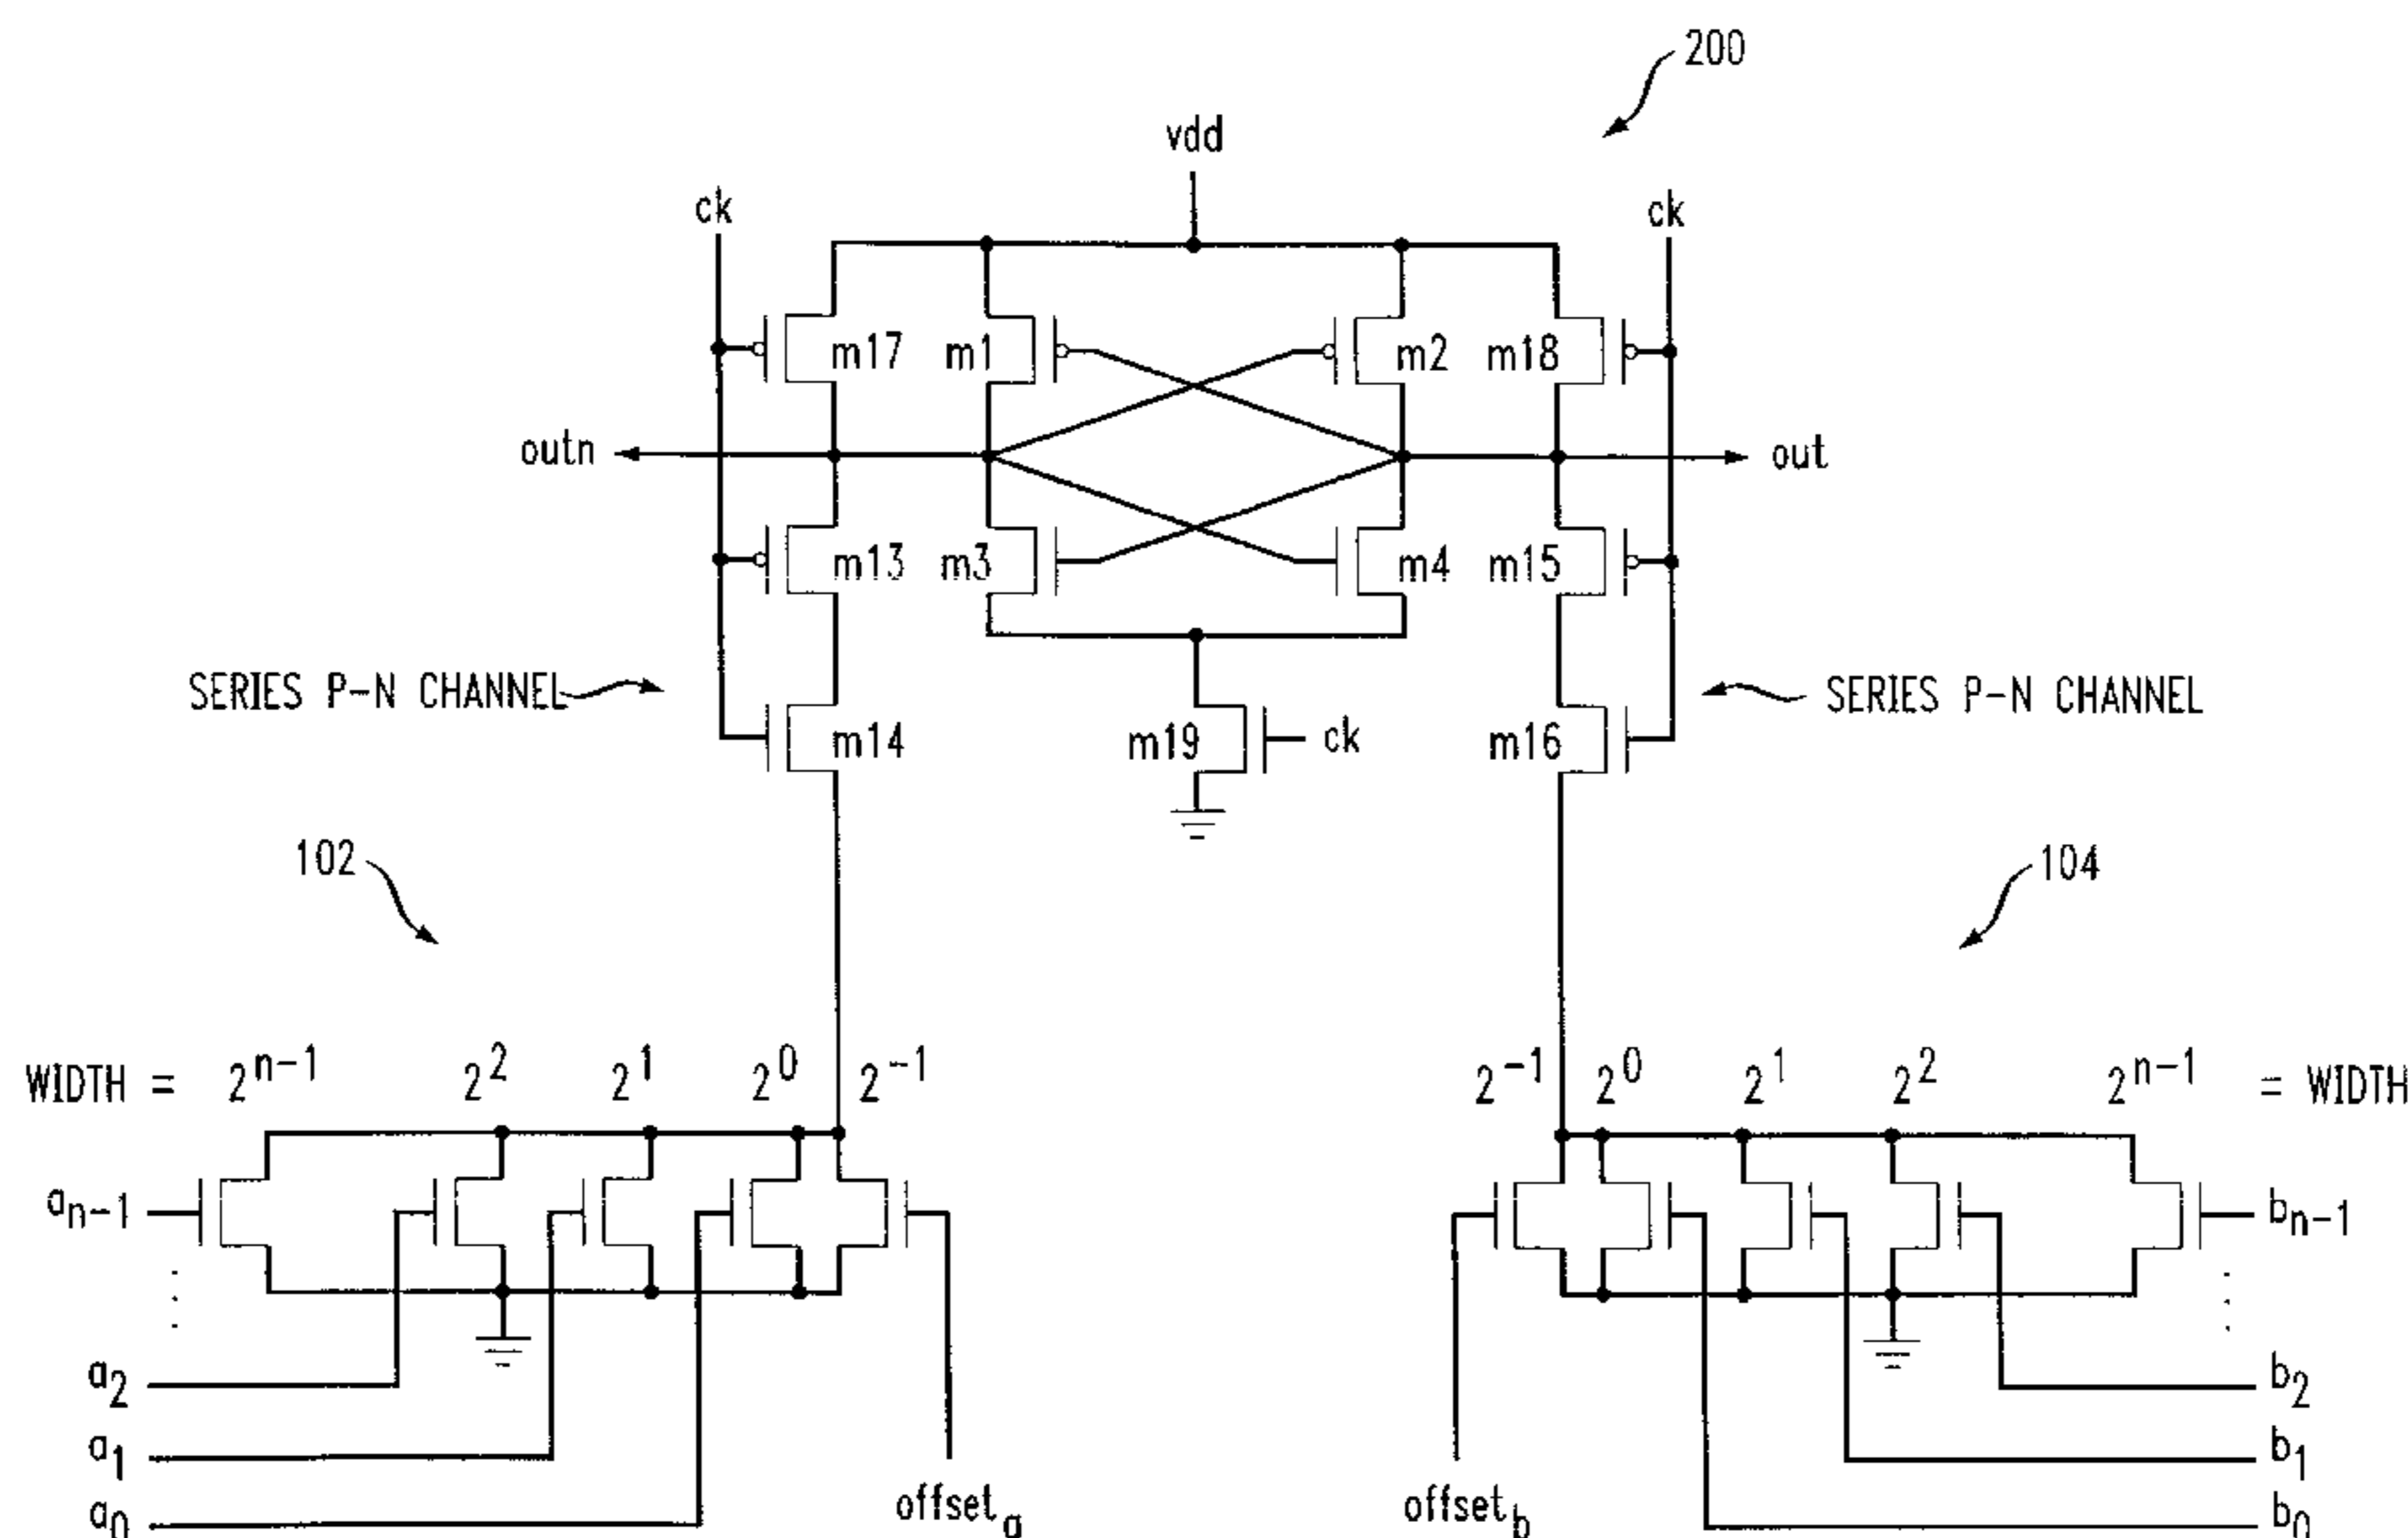 200
vdd
ck
ck
m17
m1
m2
m18
outn
out
m13
m3
m4
m15
SERIES P-N CHANNEL
SERIES P-N CHANNEL
m14
m19
ck
m16
102
104
WIDTH = 2^{n-1} 2^2 2^1 2^0 2^{-1}
2^{-1} 2^0 2^1 2^2 2^{n-1} = WIDTH
a_{n-1}
b_{n-1}
a_2
b_2
a_1
b_1
a_0
offset_a
offset_b
b_0